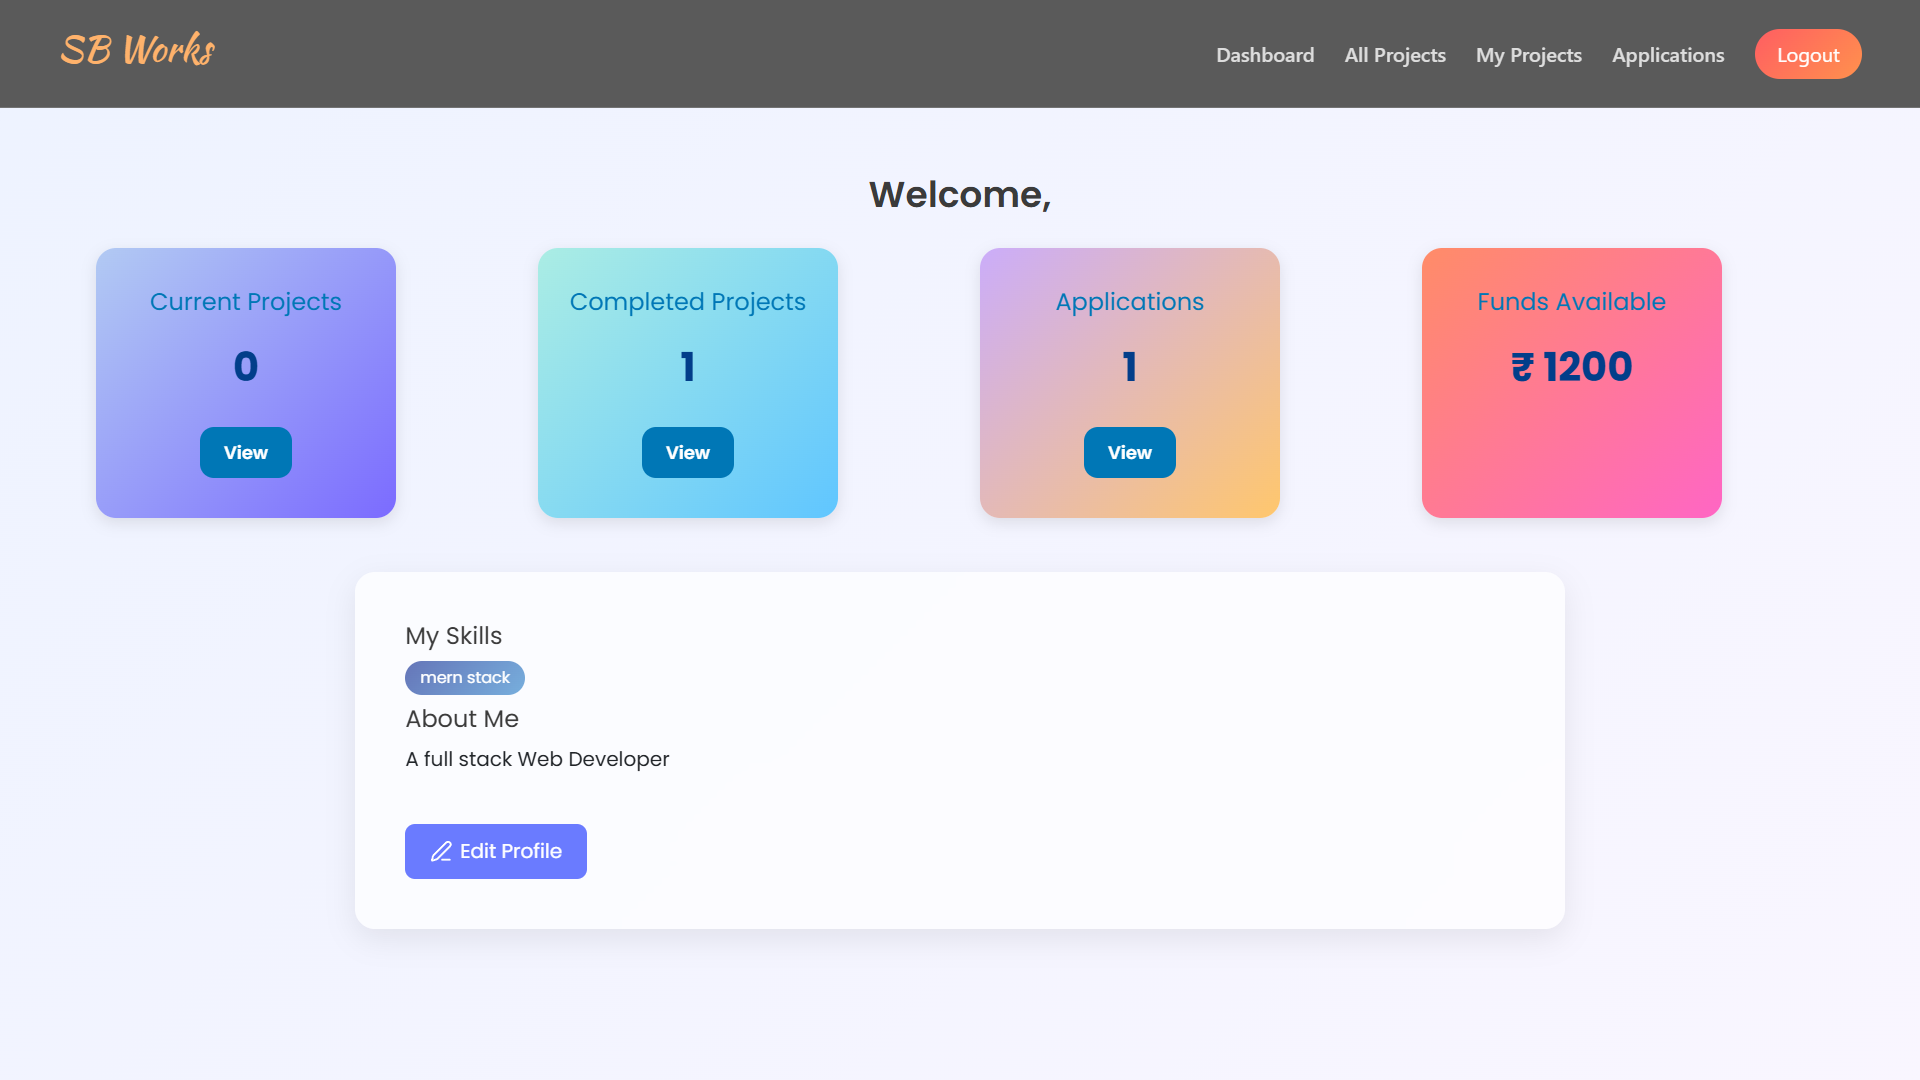 SB Works
Dashboard All Projects My Projects Applications Logout
Welcome,
Current Projects
0
View
Completed Projects
1
View
Applications
1
View
Funds Available
₹ 1200
My Skills
mern stack
About Me
A full stack Web Developer
Edit Profile